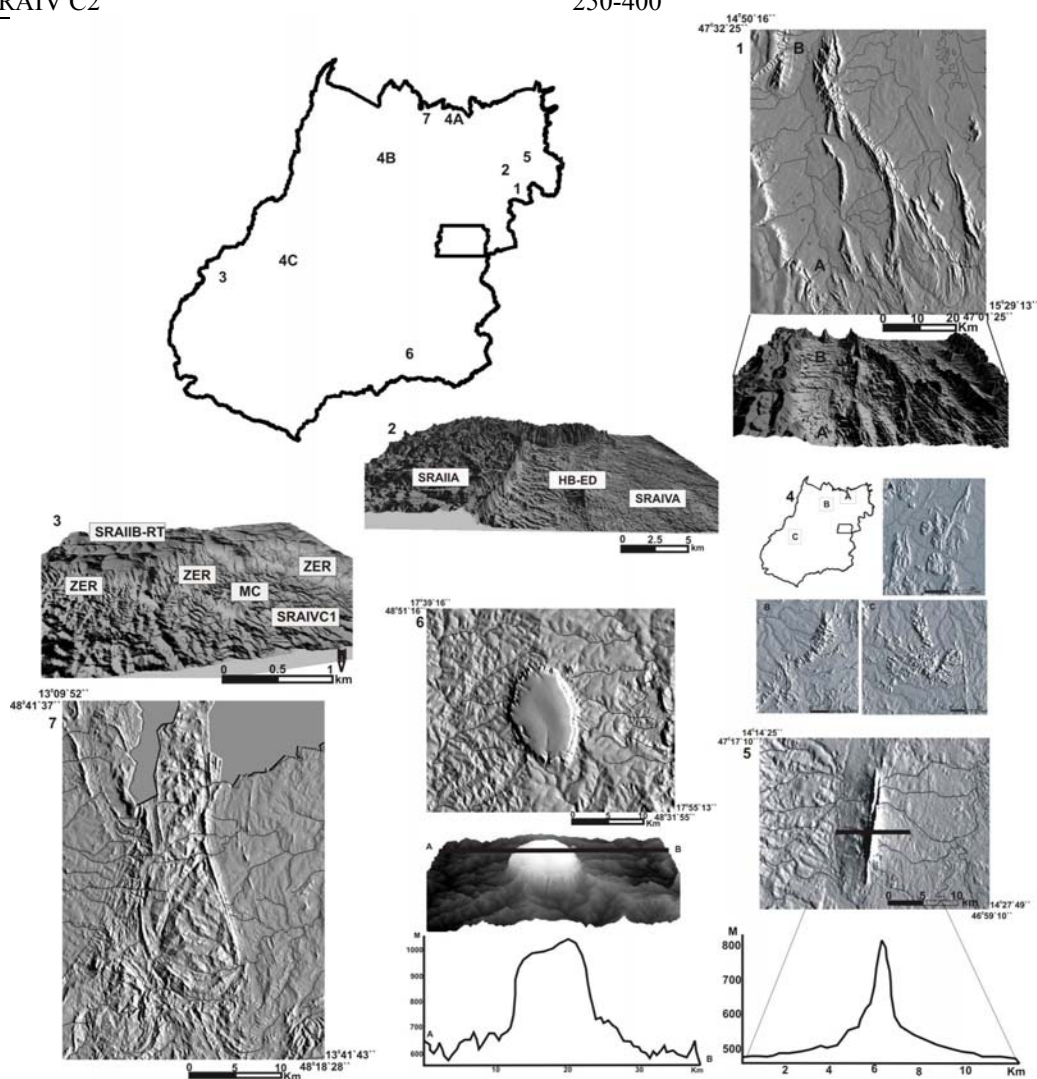 RAIV C2 250-400
7 4A
4B
5
2
1
4C
3
6
1
14°50`16``
47°32`25``
B
A
15°29`13``
47°01`25``
0 10 20
Km
B
A
2
SRAIIA
HB-ED
SRAIVA
0 2.5 5
km
3
SRAIIB-RT
ZER
ZER
ZER
MC
SRAIVC1
0 0.5 1
km
4
A
B
C
A
B
C
5
14°14`25``
47°17`10``
0 5 10
Km
14°27`49``
46°59`10``
M
800
700
600
500
2 4 6 8 10 Km
6
17°39`16``
48°51`16``
17°55`13``
48°31`55``
0 5 10
Km
A
B
M
1000
900
800
700
600
A
B
10 20 30 Km
7
13°09`52``
48°41`37``
13°41`43``
48°18`28``
0 5 10
Km